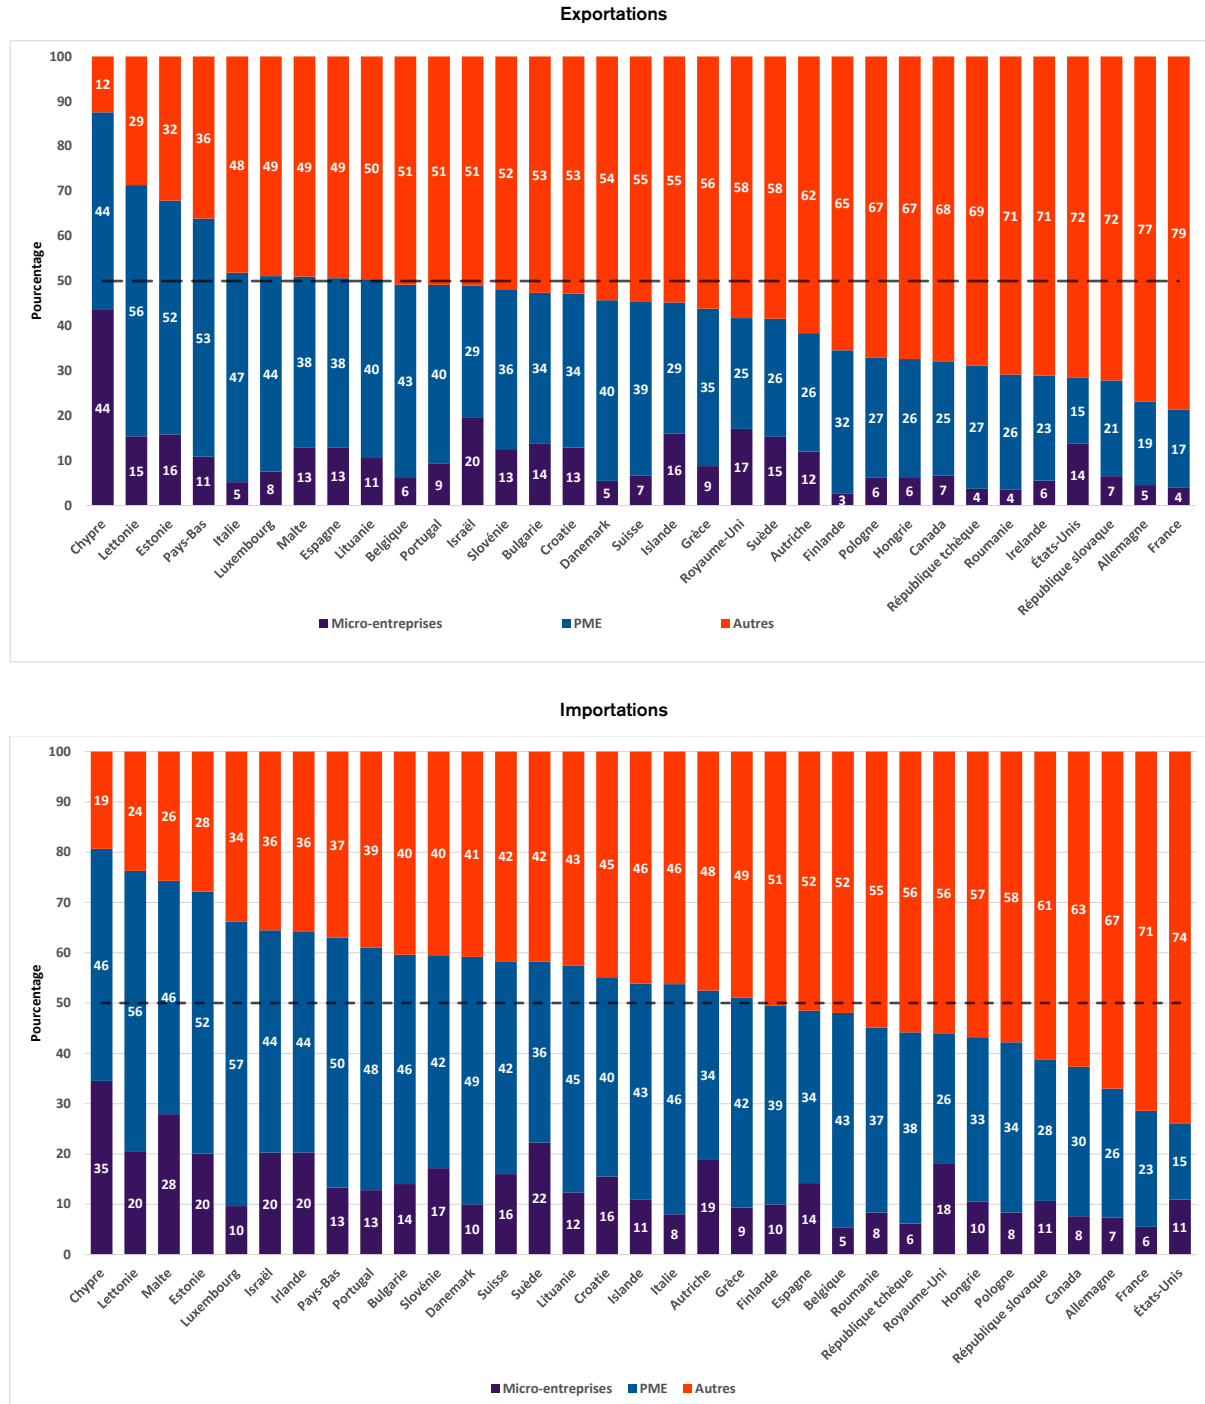 Exportations
Pourcentage
100
90
80
70
60
50
40
30
20
10
0
12 29 32 36 48 49 49 49 50 51 51 51 52 53 53 54 55 55 56 58 58 62 65 67 67 68 69 71 71 72 72 77 79
44 56 52 53 47 44 38 38 40 43 40 29 36 34 34 40 39 29 35 25 26 26 32 27 26 25 27 26 23 15 21 19 17
44 15 16 11 5 8 13 13 11 6 9 20 13 14 13 5 7 16 9 17 15 12 3 6 6 7 4 4 6 14 7 5 4
Chypre Lettonie Estonie Pays-Bas Italie Luxembourg Malte Espagne Lituanie Belgique Portugal Israël Slovénie Bulgarie Croatie Danemark Suisse Islande Grèce Royaume-Uni Suède Autriche Finlande Pologne Hongrie Canada République tchèque Roumanie Irelande États-Unis République slovaque Allemagne France
Micro-entreprises PME Autres
Importations
Pourcentage
100
90
80
70
60
50
40
30
20
10
0
19 24 26 28 34 36 36 37 39 40 40 41 42 42 43 45 46 46 48 49 51 52 52 55 56 56 57 58 61 63 67 71 74
46 56 46 52 57 44 44 50 48 46 42 49 42 36 45 40 43 46 34 42 39 34 43 37 38 26 33 34 28 30 26 23 15
35 20 28 20 10 20 20 13 13 14 17 10 16 22 12 16 11 8 19 9 10 14 5 8 6 18 10 8 11 8 7 6 11
Chypre Lettonie Malte Estonie Luxembourg Israël Irlande Pays-Bas Portugal Bulgarie Slovénie Danemark Suisse Suède Lituanie Croatie Islande Italie Autriche Grèce Finlande Espagne Belgique Roumanie République tchèque Royaume-Uni Hongrie Pologne République slovaque Canada Allemagne France États-Unis
Micro-entreprises PME Autres